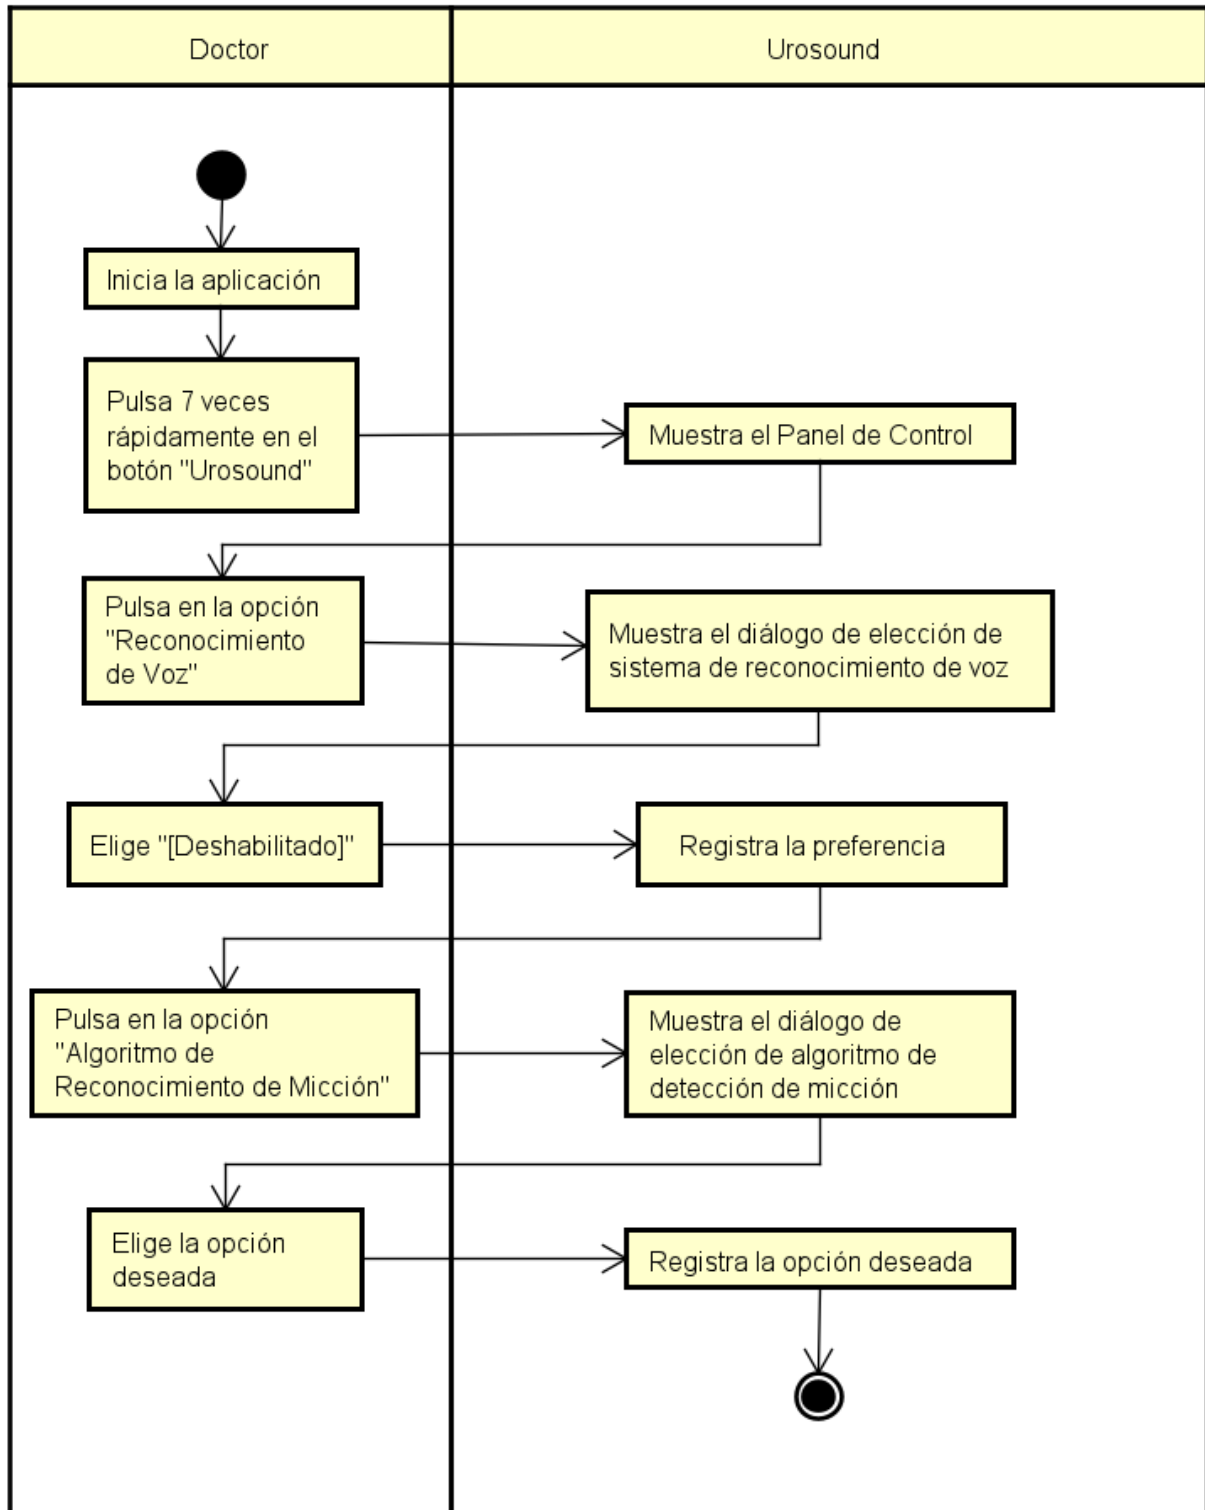 Doctor
Urosound
Inicia la aplicación
Pulsa 7 veces
rápidamente en el
botón "Urosound"
Muestra el Panel de Control
Pulsa en la opción
"Reconocimiento
de Voz"
Muestra el diálogo de elección de
sistema de reconocimiento de voz
Elige "[Deshabilitado]"
Registra la preferencia
Pulsa en la opción
"Algoritmo de
Reconocimiento de Micción"
Muestra el diálogo de
elección de algoritmo de
detección de micción
Elige la opción
deseada
Registra la opción deseada